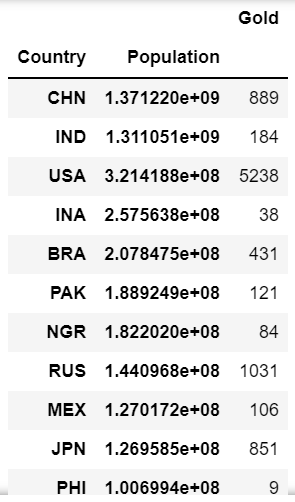 Gold
Country Population
CHN 1.371220e+09 889
IND 1.311051e+09 184
USA 3.214188e+08 5238
INA 2.575638e+08 38
BRA 2.078475e+08 431
PAK 1.889249e+08 121
NGR 1.822020e+08 84
RUS 1.440968e+08 1031
MEX 1.270172e+08 106
JPN 1.269585e+08 851
PHI 1.006994e+08 9